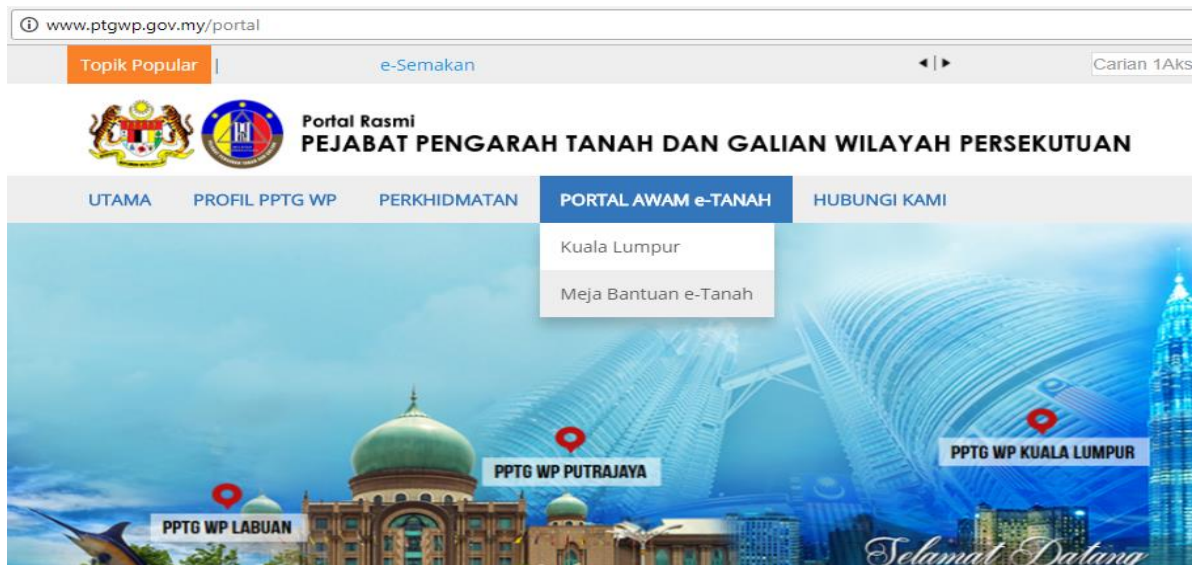 www.ptgwp.gov.my/portal
Topik Popular | e-Semakan Carian 1Aks
Portal Rasmi
PEJABAT PENGARAH TANAH DAN GALIAN WILAYAH PERSEKUTUAN
UTAMA PROFIL PPTG WP PERKHIDMATAN PORTAL AWAM e-TANAH HUBUNGI KAMI
Kuala Lumpur
Meja Bantuan e-Tanah
PPTG WP KUALA LUMPUR
PPTG WP PUTRAJAYA
PPTG WP LABUAN
Selamat Datang